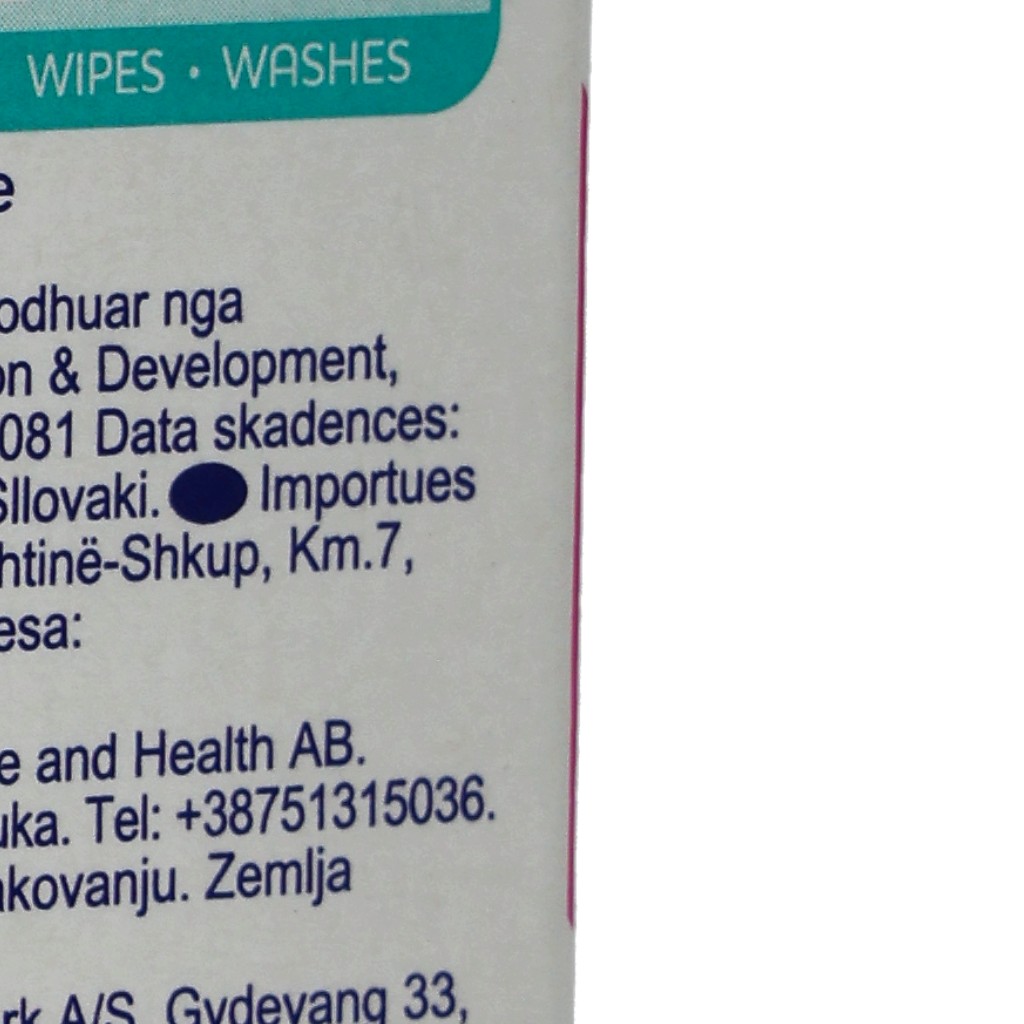 WIPES • WASHES
e
odhuar nga
on & Development,
081 Data skadences:
Sllovaki. Importues
htinë-Shkup, Km.7,
esa:
e and Health AB.
uka. Tel: +38751315036.
akovanju. Zemlja
rk A/S, Gydevang 33,